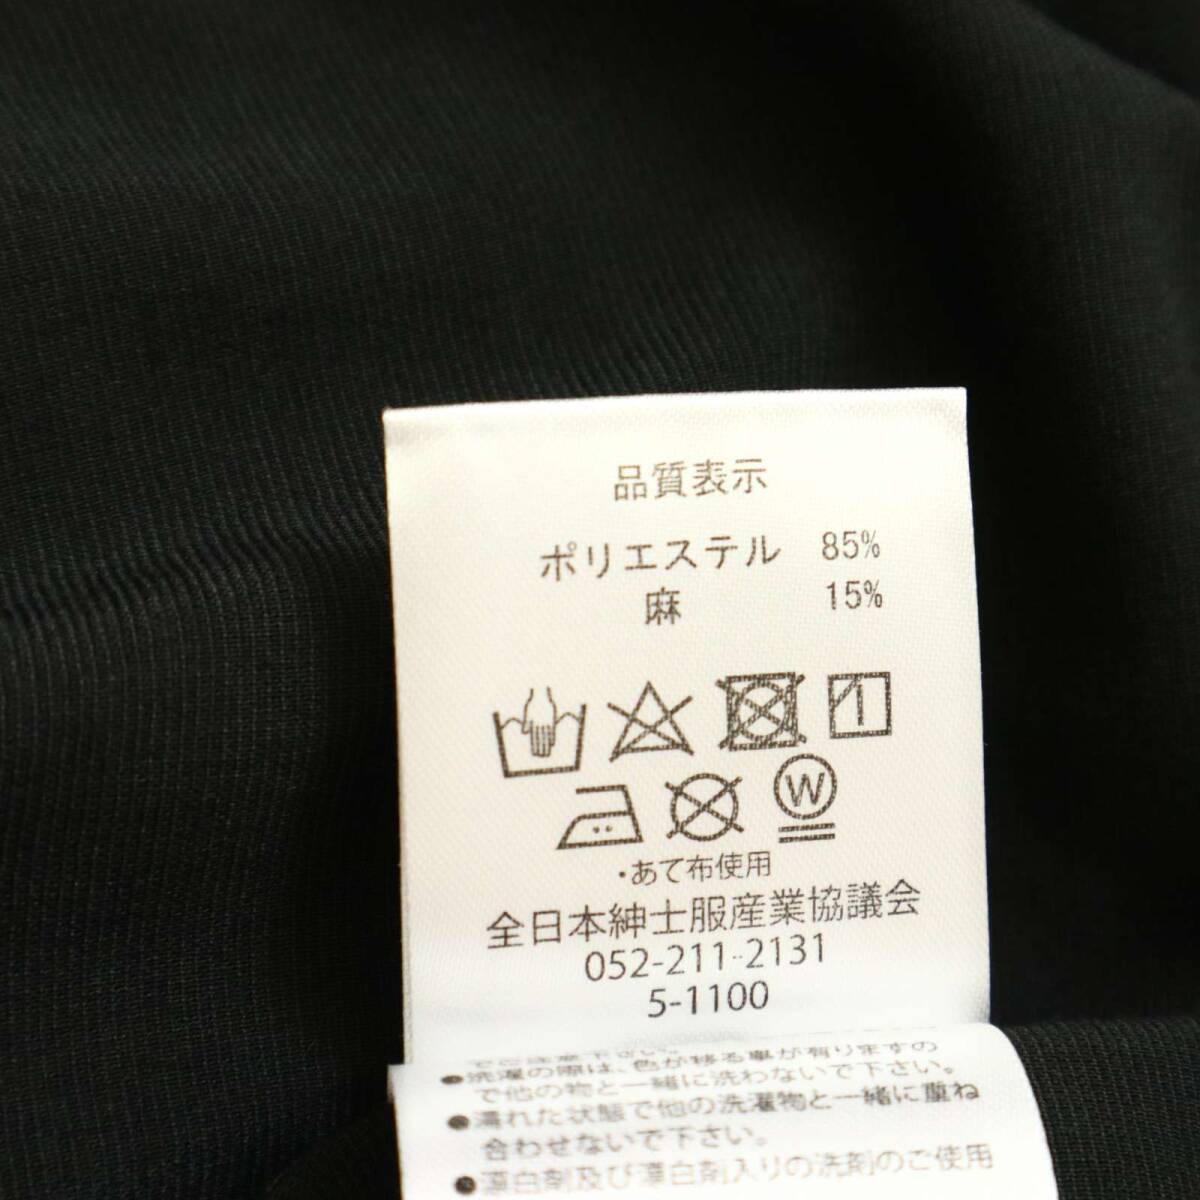 品質表示
ポリエステル 85%
麻 15%
W
・あて布使用
全日本紳士服産業協議会
052-211-2131
5-1100
●洗濯の際は、色が移る事が有りますの
で他の物と一緒に洗わないで下さい。
●濡れた状態で他の洗濯物と一緒に重ね
合わせないで下さい。
●漂白剤及び漂白剤入りの洗剤のご使用